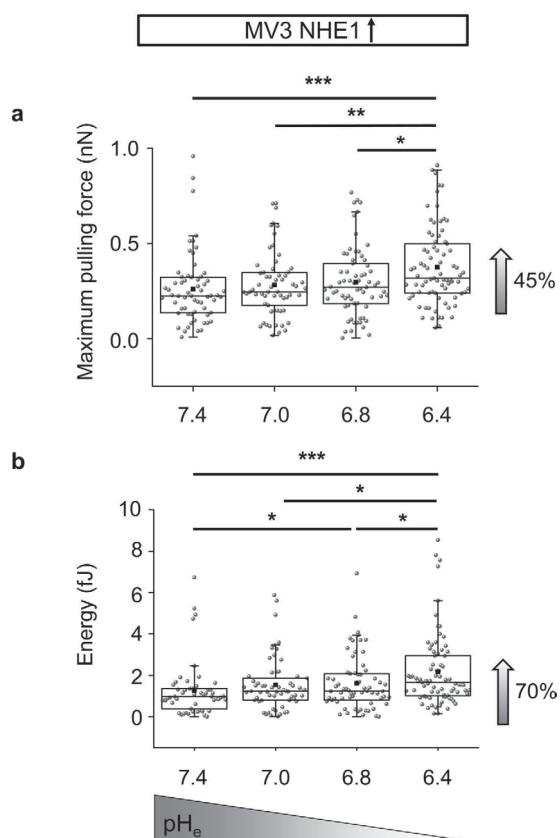 MV3 NHE1↑
a
***
**
*
Maximum pulling force (nN)
1.0
0.5
0.0
45%
7.4 7.0 6.8 6.4
b
***
*
* *
Energy (fJ)
10
8
6
4
2
0
70%
7.4 7.0 6.8 6.4
pHe